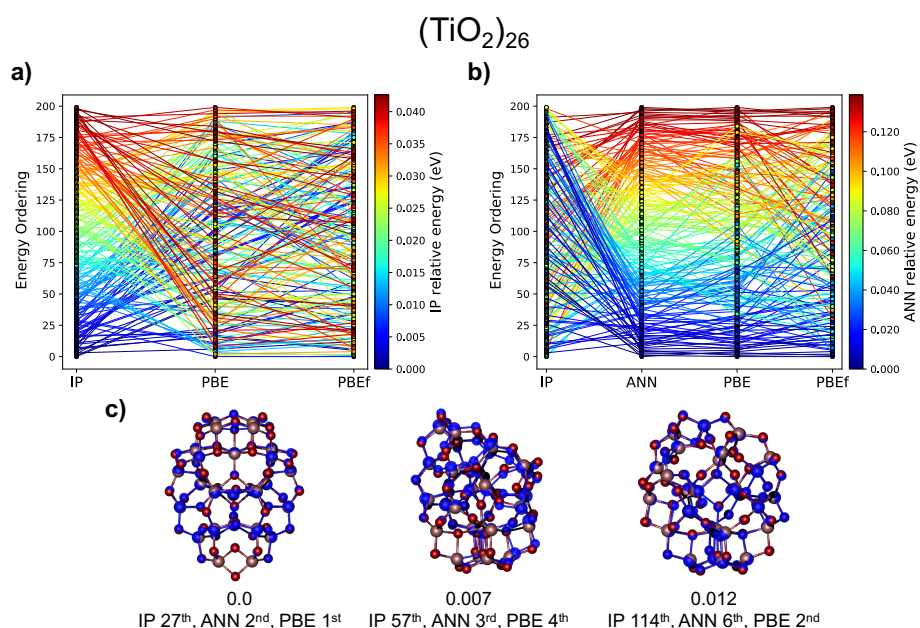 (TiO₂)₂₆
a)
b)
200
175
150
125
100
75
50
25
0
Energy Ordering
IP
PBE
PBEf
0.040
0.035
0.030
0.025
0.020
0.015
0.010
0.005
0.000
IP relative energy (eV)
200
175
150
125
100
75
50
25
0
Energy Ordering
IP
ANN
PBE
PBEf
0.120
0.100
0.080
0.060
0.040
0.020
0.000
ANN relative energy (eV)
c)
0.0
0.007
0.012
IP 27ᵗʰ, ANN 2ⁿᵈ, PBE 1ˢᵗ
IP 57ᵗʰ, ANN 3ʳᵈ, PBE 4ᵗʰ
IP 114ᵗʰ, ANN 6ᵗʰ, PBE 2ⁿᵈ